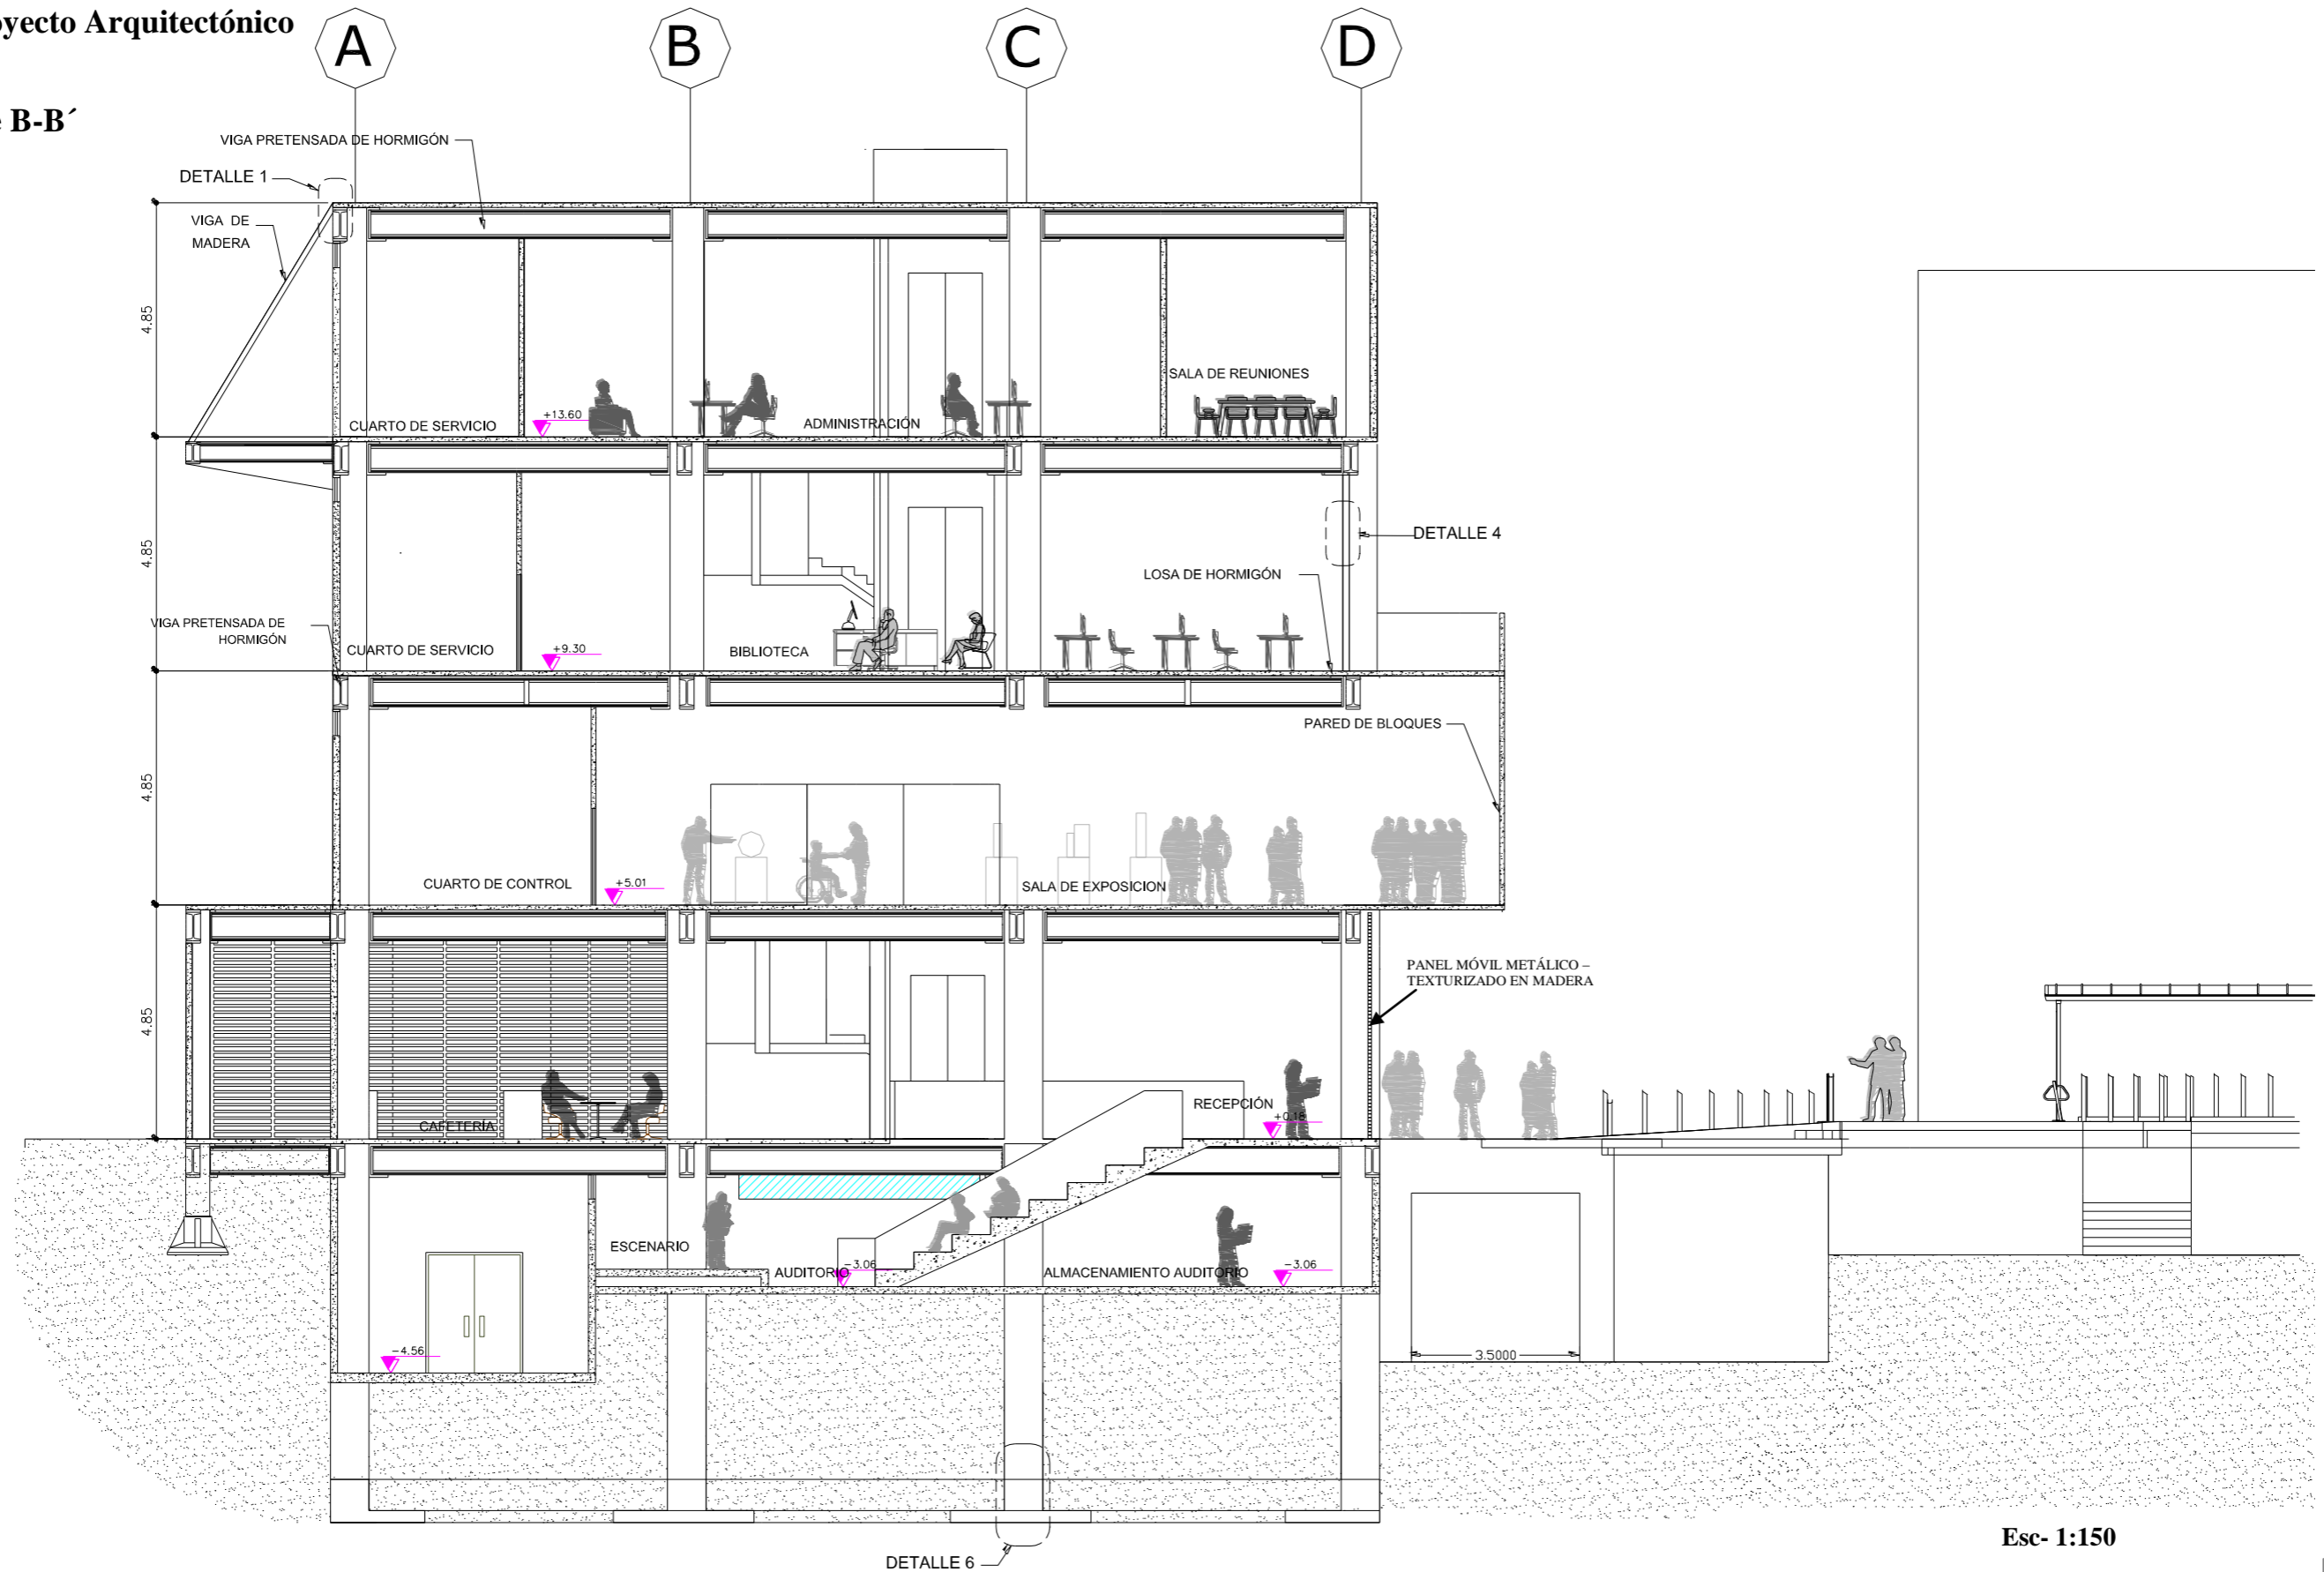 yecto Arquitectónico
A
B
C
D
B-B´
VIGA PRETENSADA DE HORMIGÓN
DETALLE 1
VIGA DE
MADERA
4.85
SALA DE REUNIONES
+13.60
CUARTO DE SERVICIO
ADMINISTRACIÓN
4.85
DETALLE 4
LOSA DE HORMIGÓN
VIGA PRETENSADA DE
HORMIGÓN
CUARTO DE SERVICIO
+9.30
BIBLIOTECA
PARED DE BLOQUES
4.85
CUARTO DE CONTROL
+5.01
SALA DE EXPOSICION
PANEL MÓVIL METÁLICO –
TEXTURIZADO EN MADERA
4.85
RECEPCIÓN
+0.18
CAFETERÍA
ESCENARIO
AUDITORIO
-3.06
ALMACENAMIENTO AUDITORIO
-3.06
-4.56
3.5000
Esc- 1:150
DETALLE 6